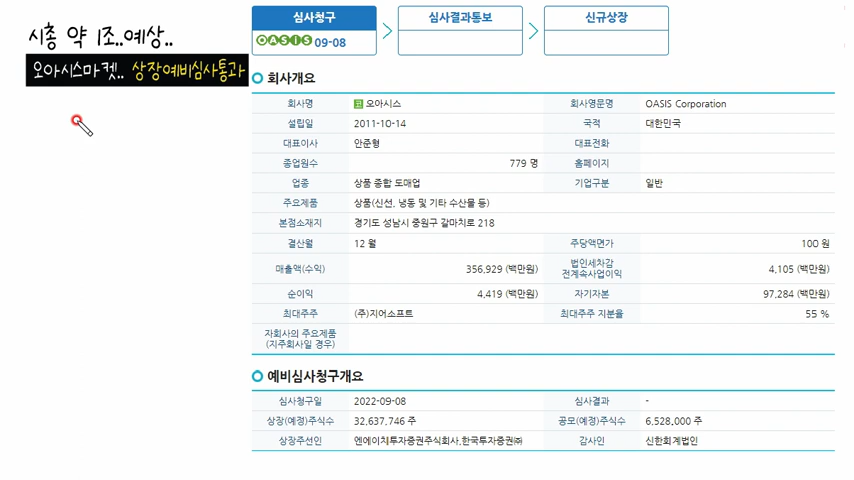 시총 약 1조..예상..
오아시스마켓.. 상장예비심사통과
심사청구
OASIS 09-08
심사결과통보
신규상장
회사개요
회사명 코 오아시스 회사영문명 OASIS Corporation
설립일 2011-10-14 국적 대한민국
대표이사 안준형 대표전화
종업원수 779 명 홈페이지
업종 상품 종합 도매업 기업구분 일반
주요제품 상품(신선, 냉동 및 기타 수산물 등)
본점소재지 경기도 성남시 중원구 갈마치로 218
결산월 12 월 주당액면가 100 원
매출액(수익) 356,929 (백만원) 법인세차감
전계속사업이익 4,105 (백만원)
순이익 4,419 (백만원) 자기자본 97,284 (백만원)
최대주주 (주)지어소프트 최대주주 지분율 55 %
자회사의 주요제품
(지주회사일 경우)
예비심사청구개요
심사청구일 2022-09-08 심사결과 -
상장(예정)주식수 32,637,746 주 공모(예정)주식수 6,528,000 주
상장주선인 엔에이치투자증권주식회사,한국투자증권㈜ 감사인 신한회계법인